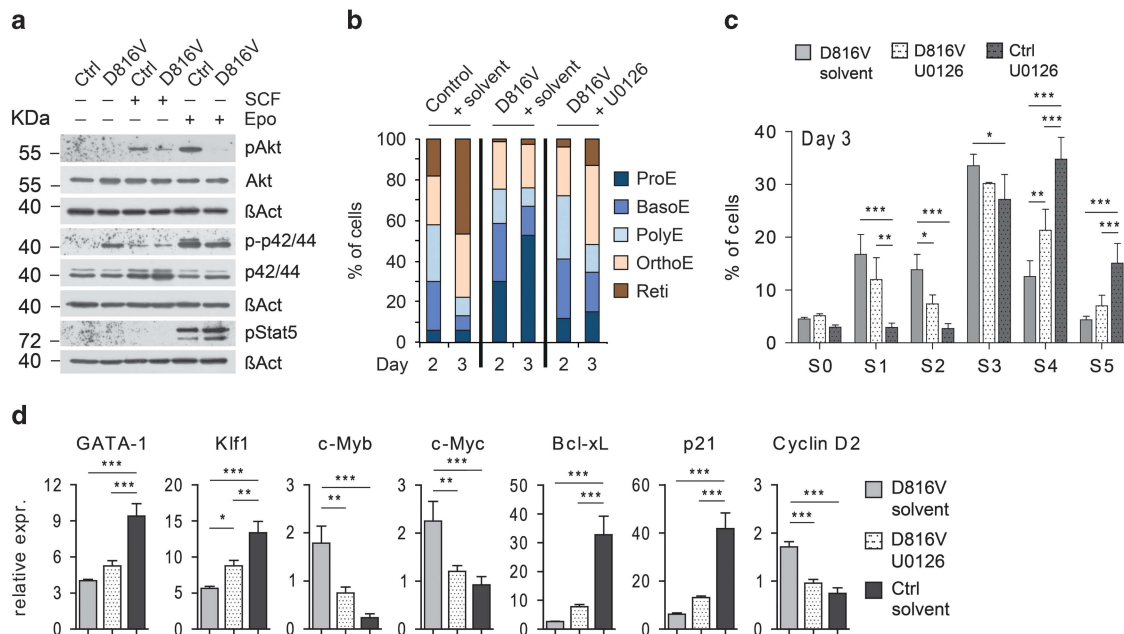 a
Ctrl D816V Ctrl D816V Ctrl D816V
– – + + – – SCF
KDa – – – – + + Epo
55 pAkt
55 Akt
40 ßAct
40 p-p42/44
40 p42/44
40 ßAct
72 pStat5
40 ßAct
b
Control + solvent D816V + solvent D816V + U0126
% of cells
100
80
60
40
20
0
Day 2 3 2 3 2 3
ProE
BasoE
PolyE
OrthoE
Reti
c
D816V solvent
D816V U0126
Ctrl U0126
Day 3
% of cells
40
30
20
10
0
*** ** *** * * *** *** ** *** ***
S0 S1 S2 S3 S4 S5
d
relative expr.
GATA-1
*** ***
12
9
6
3
0
Klf1
*** ** *
20
15
10
5
0
c-Myb
*** **
3
2
1
0
c-Myc
*** **
3
2
1
0
Bcl-xL
*** ***
50
40
30
20
10
0
p21
*** ***
60
40
20
0
Cyclin D2
*** ***
3
2
1
0
D816V
solvent
D816V
U0126
Ctrl
solvent